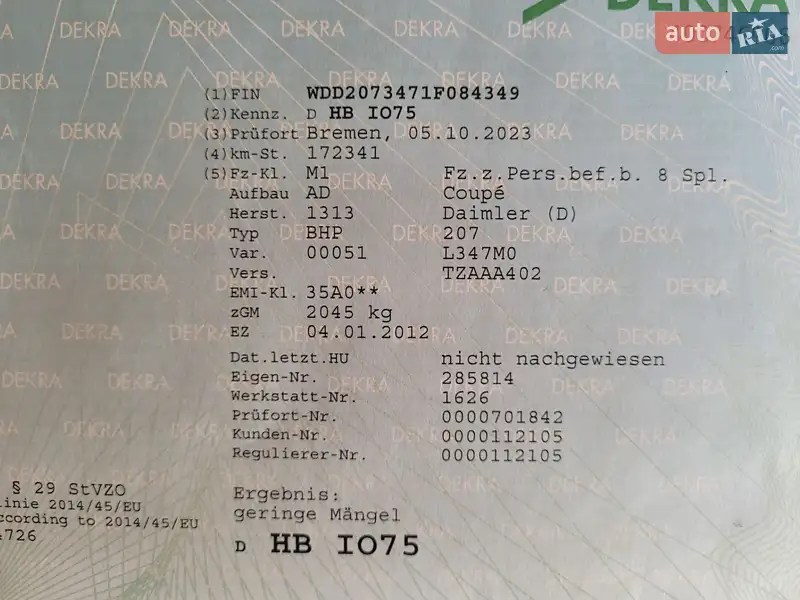 DEKRA
auto RIA .com
(1) FIN WDD2073471F084349
(2) Kennz. D HB IO75
(3) Prüfort Bremen, 05.10.2023
(4) km-St. 172341
(5) Fz-Kl. M1 Fz.z.Pers.bef.b. 8 Spl.
Aufbau AD Coupé
Herst. 1313 Daimler (D)
Typ BHP 207
Var. 00051 L347M0
Vers. TZAAA402
EMI-Kl. 35A0**
zGM 2045 kg
EZ 04.01.2012
Dat.letzt.HU nicht nachgewiesen
Eigen-Nr. 285814
Werkstatt-Nr. 1626
Prüfort-Nr. 0000701842
Kunden-Nr. 0000112105
Regulierer-Nr. 0000112105
§ 29 StVZO
linie 2014/45/EU
ccording to 2014/45/EU
4726
Ergebnis:
geringe Mängel
D HB IO75